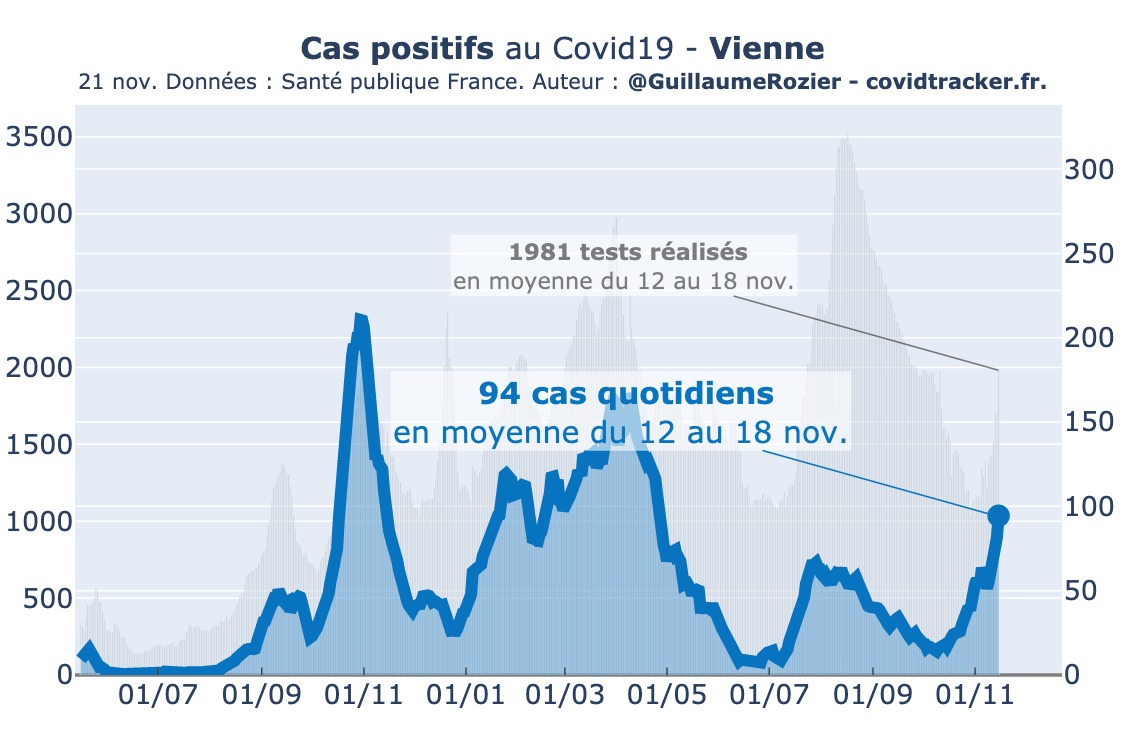 Cas positifs au Covid19 - Vienne
21 nov. Données : Santé publique France. Auteur : @GuillaumeRozier - covidtracker.fr.
3500
3000
2500
2000
1500
1000
500
0
300
250
200
150
100
50
0
1981 tests réalisés
en moyenne du 12 au 18 nov.
94 cas quotidiens
en moyenne du 12 au 18 nov.
01/07 01/09 01/11 01/01 01/03 01/05 01/07 01/09 01/11